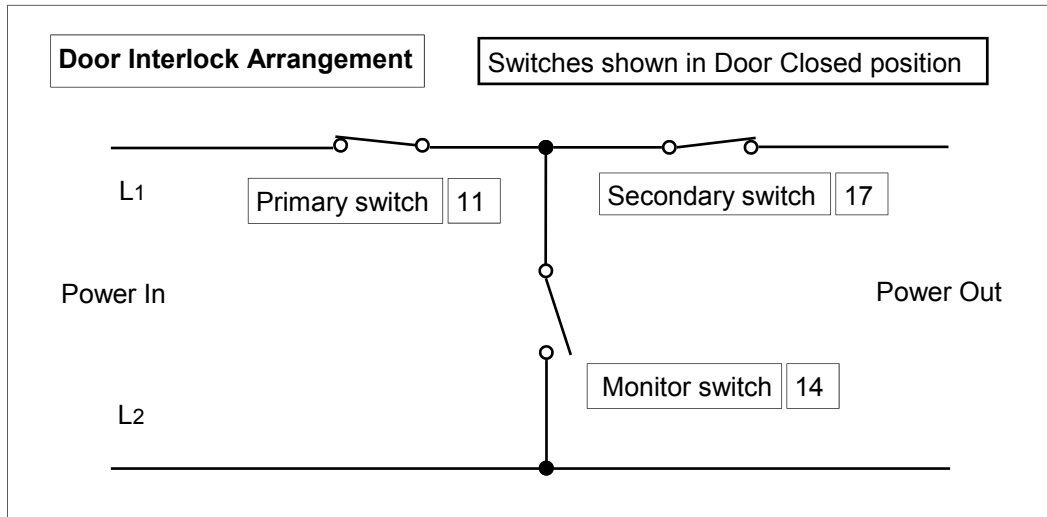 Door Interlock Arrangement
Switches shown in Door Closed position
L1
Primary switch 11
Secondary switch 17
Power In
Power Out
Monitor switch 14
L2